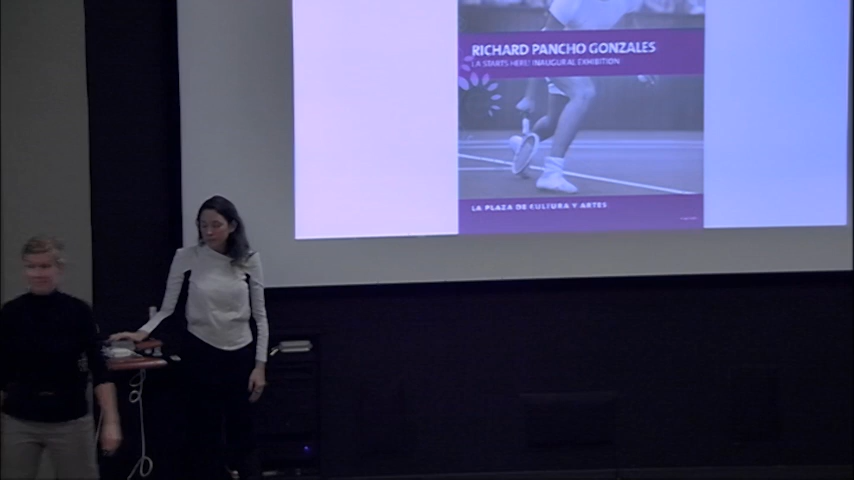 RICHARD PANCHO GONZALES
LA STARTS HERE! INAUGURAL EXHIBITION
LA PLAZA DE CULTURA Y ARTES